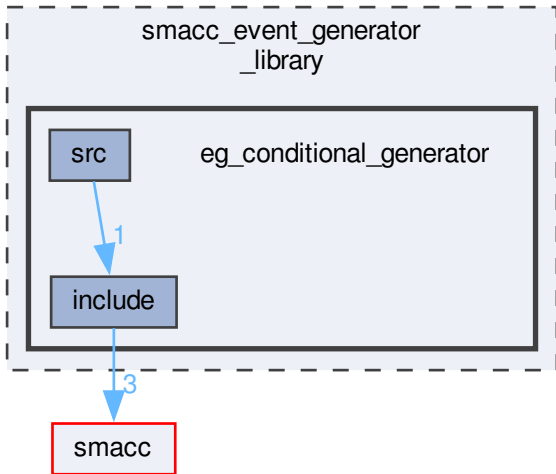 smacc_event_generator
_library
src
eg_conditional_generator
1
include
3
smacc